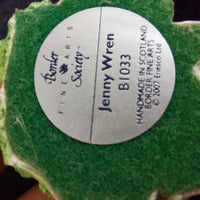 Border
FINE ARTS
Society
Jenny Wren
B1033
HANDMADE IN SCOTLAND
BORDER FINE ARTS
© 2007 Enesco Ltd